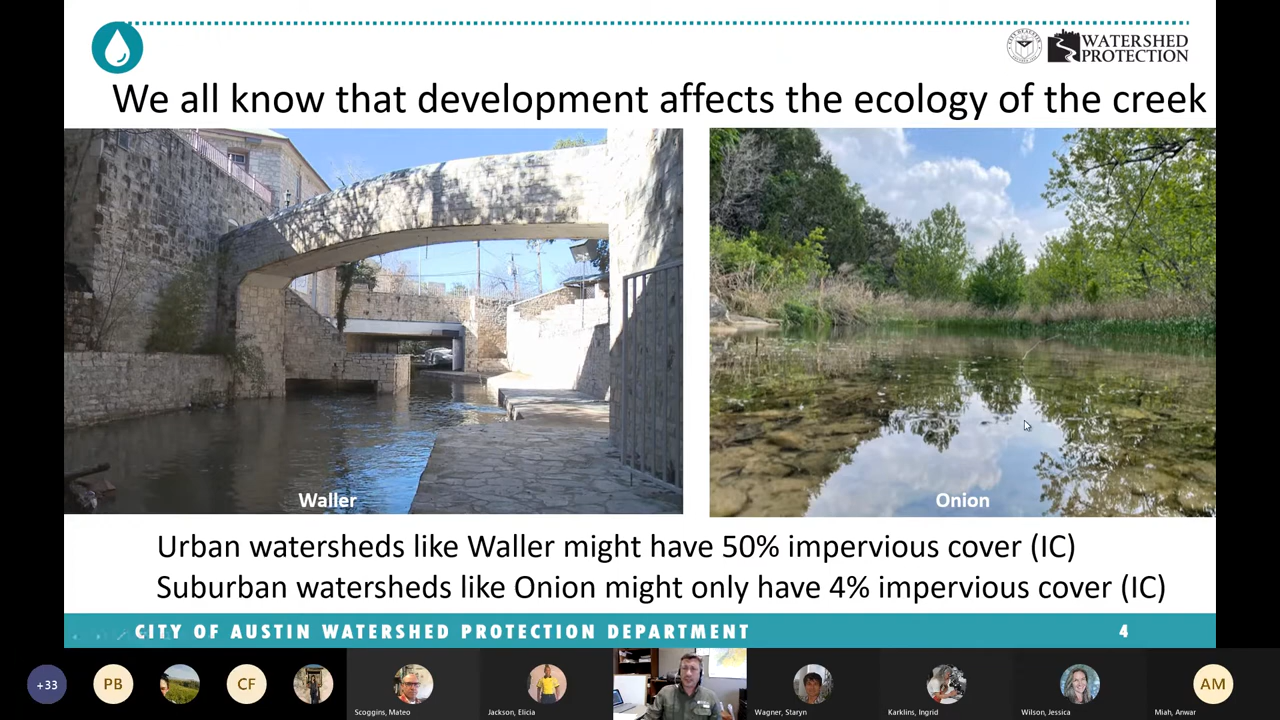 WATERSHED
PROTECTION
We all know that development affects the ecology of the creek
Waller
Onion
Urban watersheds like Waller might have 50% impervious cover (IC)
Suburban watersheds like Onion might only have 4% impervious cover (IC)
CITY OF AUSTIN WATERSHED PROTECTION DEPARTMENT
4
+33
PB
CF
AM
Scoggins, Mateo
Jackson, Elicia
Wagner, Staryn
Karklins, Ingrid
Wilson, Jessica
Miah, Anwar